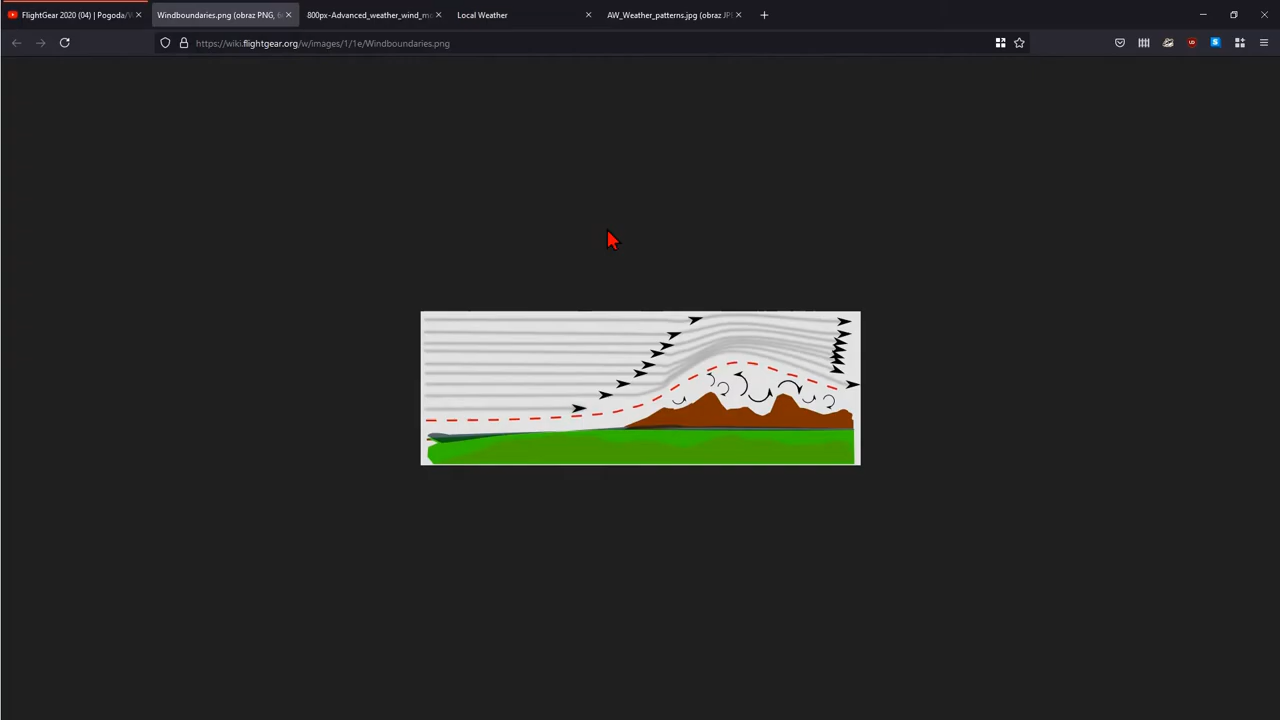 FlightGear 2020 (04) | Pogoda/W
Windboundaries.png (obraz PNG, 6
800px-Advanced_weather_wind_m
Local Weather
AW_Weather_patterns.jpg (obraz JP
https://wiki.flightgear.org/w/images/1/1e/Windboundaries.png